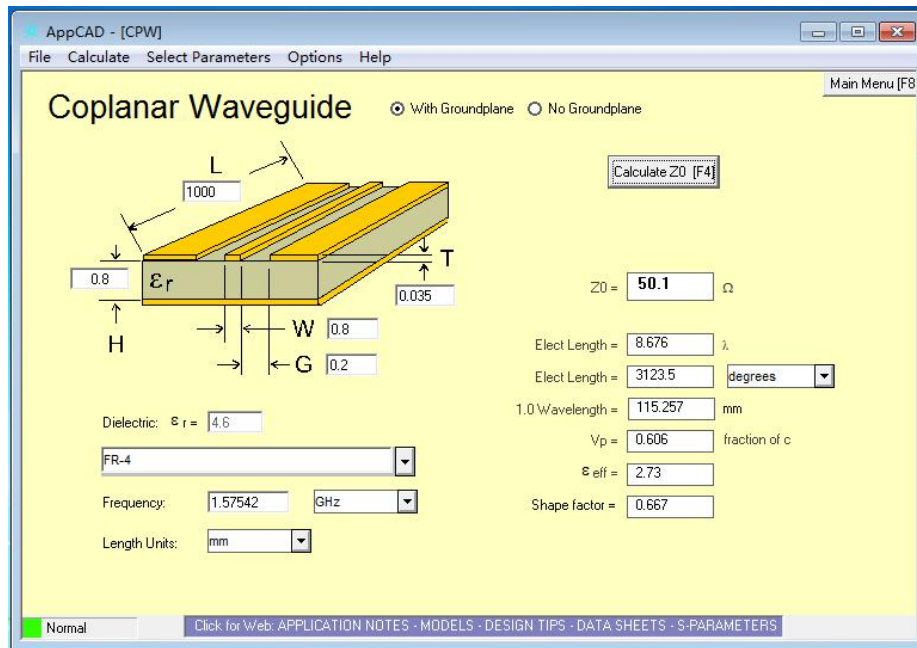 AppCAD - [CPW]
File Calculate Select Parameters Options Help
Main Menu [F8
Coplanar Waveguide
With Groundplane No Groundplane
L
1000
Calculate Z0 [F4]
εr
T
0.8
0.035
H
W 0.8
G 0.2
Z0 = 50.1 Ω
Elect Length = 8.676 λ
Elect Length = 3123.5 degrees
1.0 Wavelength = 115.257 mm
Vp = 0.606 fraction of c
ε eff = 2.73
Shape factor = 0.667
Dielectric: ε r = 4.6
FR-4
Frequency: 1.57542 GHz
Length Units: mm
Normal
Click for Web: APPLICATION NOTES - MODELS - DESIGN TIPS - DATA SHEETS - S-PARAMETERS